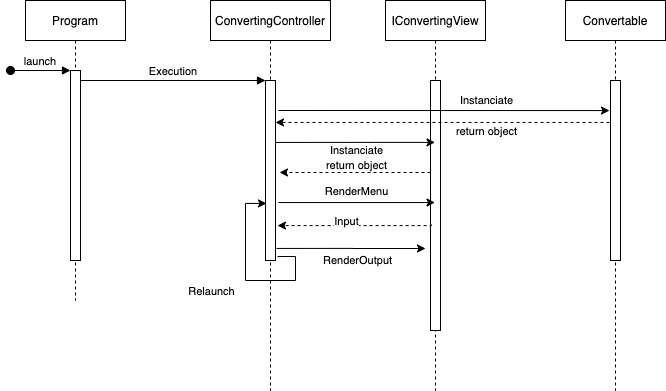 Program
ConvertingController
IConvertingView
Convertable
launch
Execution
Instanciate
return object
Instanciate
return object
RenderMenu
Input
RenderOutput
Relaunch